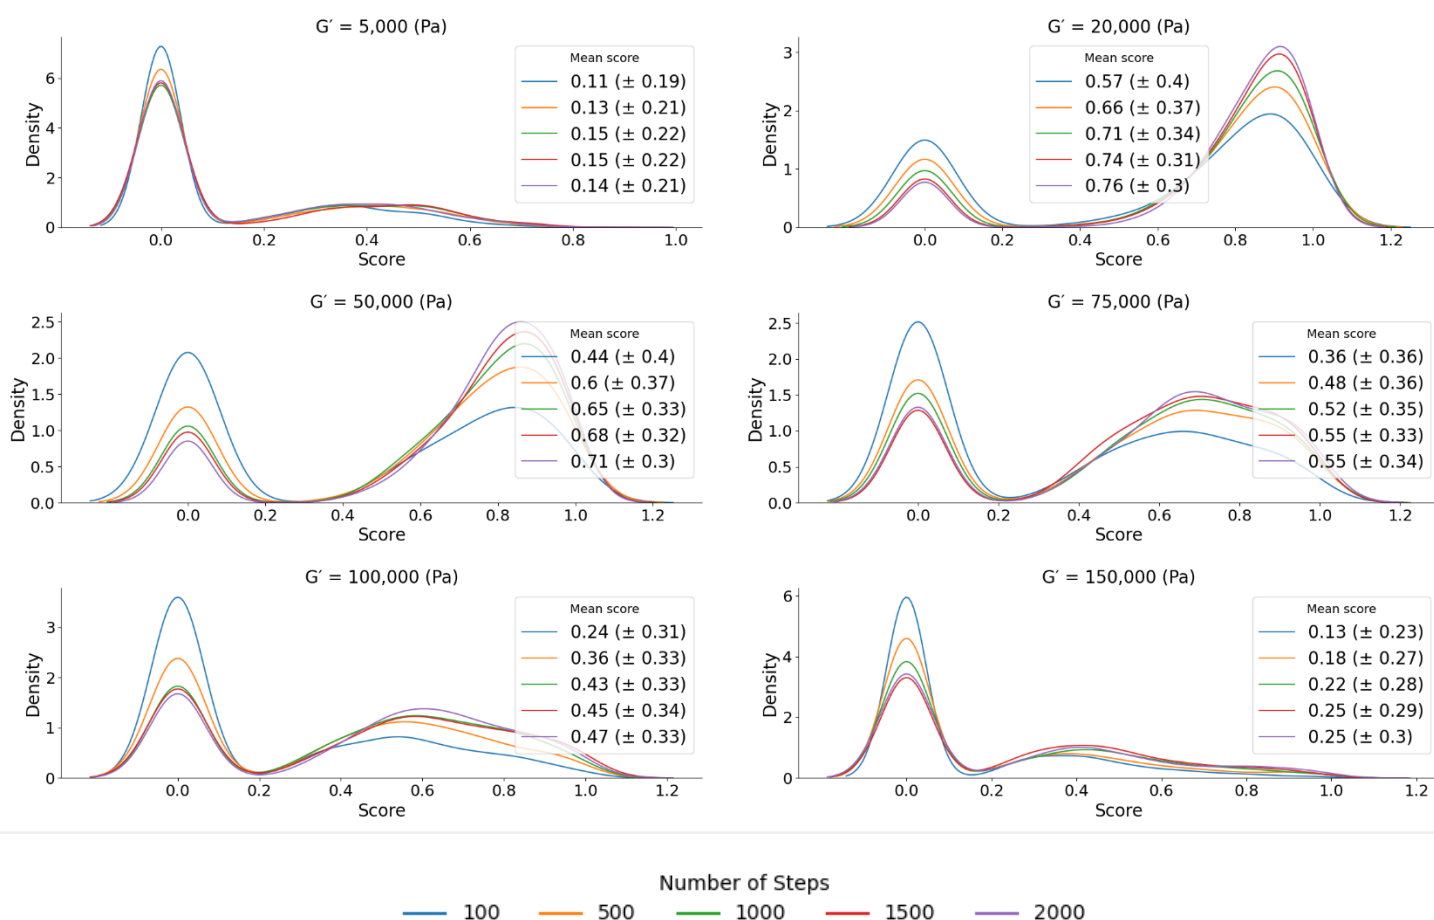 G′ = 5,000 (Pa)
Density
6
4
2
0
0.0 0.2 0.4 0.6 0.8 1.0
Score
Mean score
0.11 (± 0.19)
0.13 (± 0.21)
0.15 (± 0.22)
0.15 (± 0.22)
0.14 (± 0.21)
G′ = 20,000 (Pa)
Density
3
2
1
0
0.0 0.2 0.4 0.6 0.8 1.0 1.2
Score
Mean score
0.57 (± 0.4)
0.66 (± 0.37)
0.71 (± 0.34)
0.74 (± 0.31)
0.76 (± 0.3)
G′ = 50,000 (Pa)
Density
2.5
2.0
1.5
1.0
0.5
0.0
0.0 0.2 0.4 0.6 0.8 1.0 1.2
Score
Mean score
0.44 (± 0.4)
0.6 (± 0.37)
0.65 (± 0.33)
0.68 (± 0.32)
0.71 (± 0.3)
G′ = 75,000 (Pa)
Density
2.5
2.0
1.5
1.0
0.5
0.0
0.0 0.2 0.4 0.6 0.8 1.0 1.2
Score
Mean score
0.36 (± 0.36)
0.48 (± 0.36)
0.52 (± 0.35)
0.55 (± 0.33)
0.55 (± 0.34)
G′ = 100,000 (Pa)
Density
3
2
1
0
0.0 0.2 0.4 0.6 0.8 1.0 1.2
Score
Mean score
0.24 (± 0.31)
0.36 (± 0.33)
0.43 (± 0.33)
0.45 (± 0.34)
0.47 (± 0.33)
G′ = 150,000 (Pa)
Density
6
4
2
0
0.0 0.2 0.4 0.6 0.8 1.0 1.2
Score
Mean score
0.13 (± 0.23)
0.18 (± 0.27)
0.22 (± 0.28)
0.25 (± 0.29)
0.25 (± 0.3)
Number of Steps
100 500 1000 1500 2000